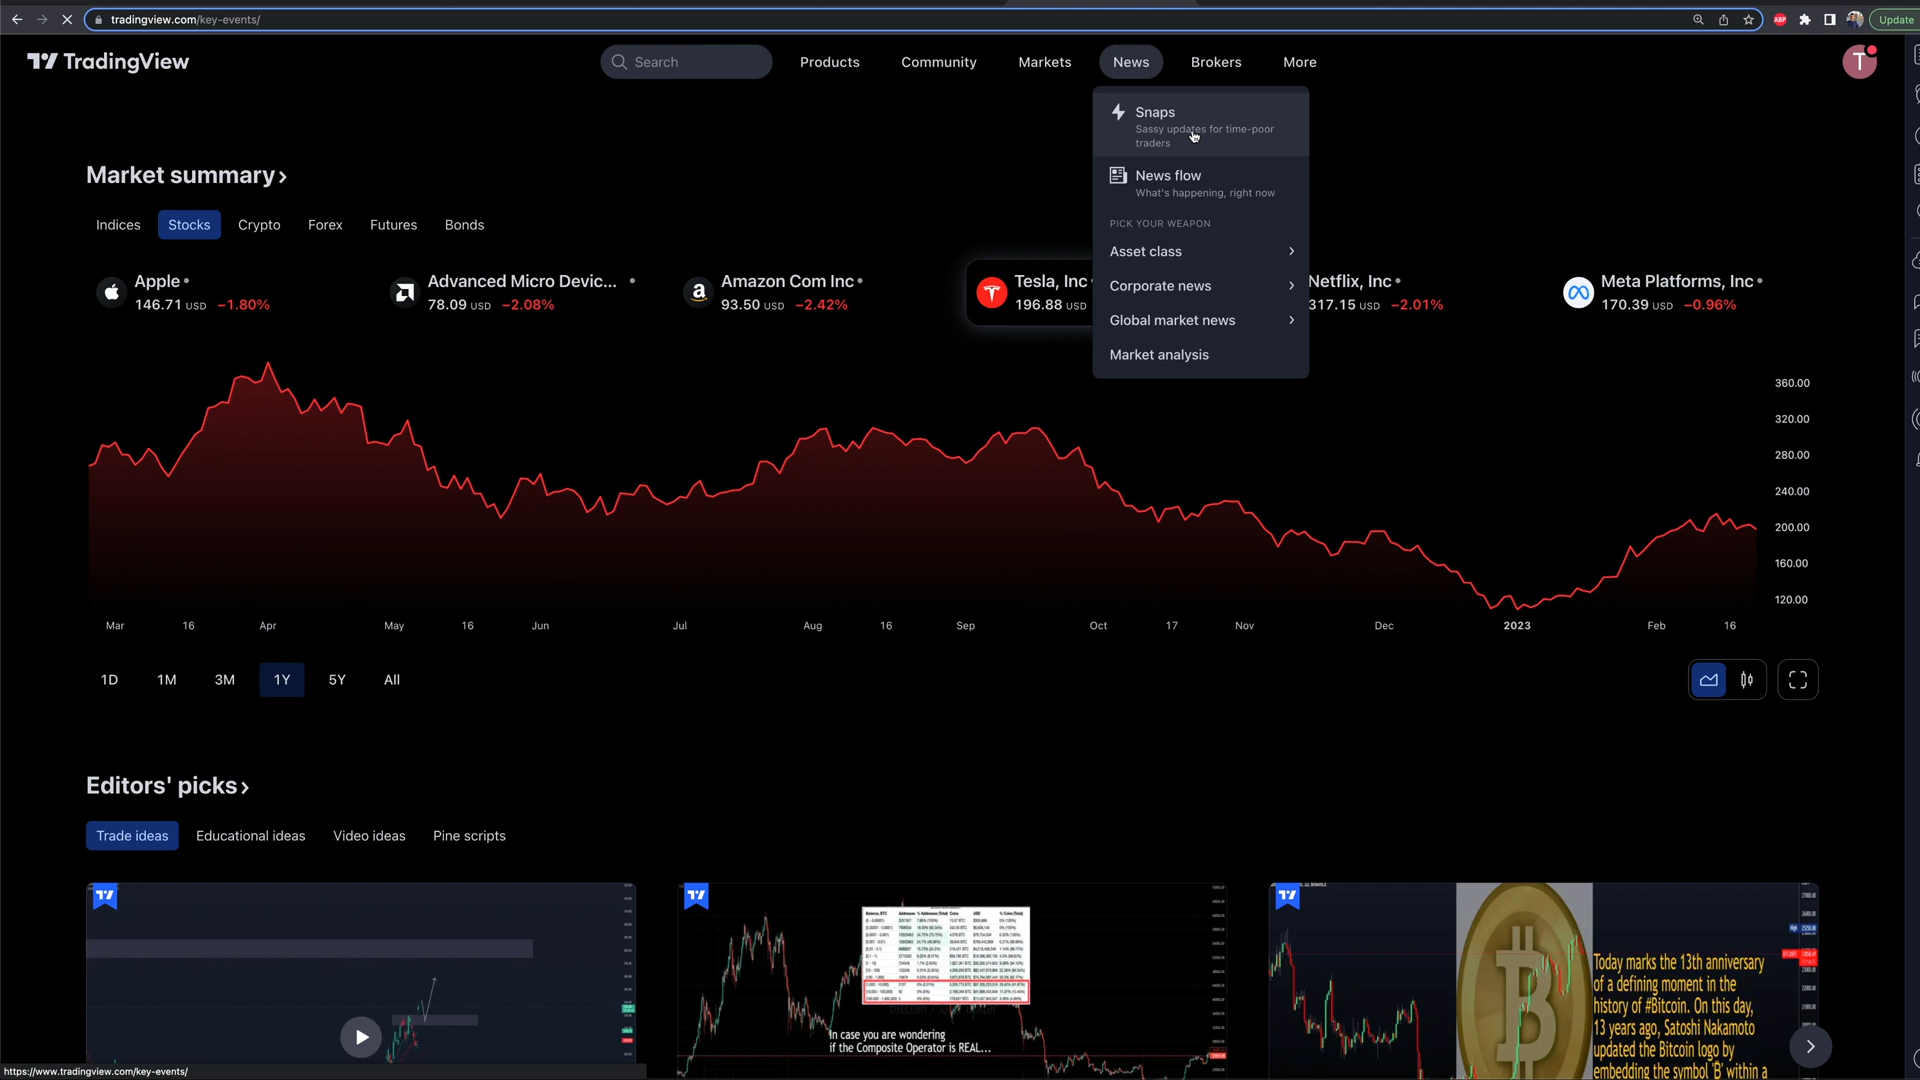 tradingview.com/key-events/
ABP
Update
TradingView
Search
Products
Community
Markets
News
Brokers
More
T
Snaps
Sassy updates for time-poor
traders
News flow
What's happening, right now
PICK YOUR WEAPON
Asset class
Corporate news
Global market news
Market analysis
Market summary
Indices
Stocks
Crypto
Forex
Futures
Bonds
Apple
146.71 USD −1.80%
Advanced Micro Devic...
78.09 USD −2.08%
Amazon Com Inc
93.50 USD −2.42%
Tesla, Inc
196.88 USD
Netflix, Inc
317.15 USD −2.01%
Meta Platforms, Inc
170.39 USD −0.96%
360.00
320.00
280.00
240.00
200.00
160.00
120.00
Mar 16 Apr May 16 Jun Jul Aug 16 Sep Oct 17 Nov Dec 2023 Feb 16
1D 1M 3M 1Y 5Y All
Editors' picks
Trade ideas
Educational ideas
Video ideas
Pine scripts
In case you are wondering
if the Composite Operator is REAL...
Today marks the 13th anniversary
of a defining moment in the
history of #Bitcoin. On this day,
13 years ago, Satoshi Nakamoto
updated the Bitcoin logo by
embedding the symbol 'B' within a
https://www.tradingview.com/key-events/